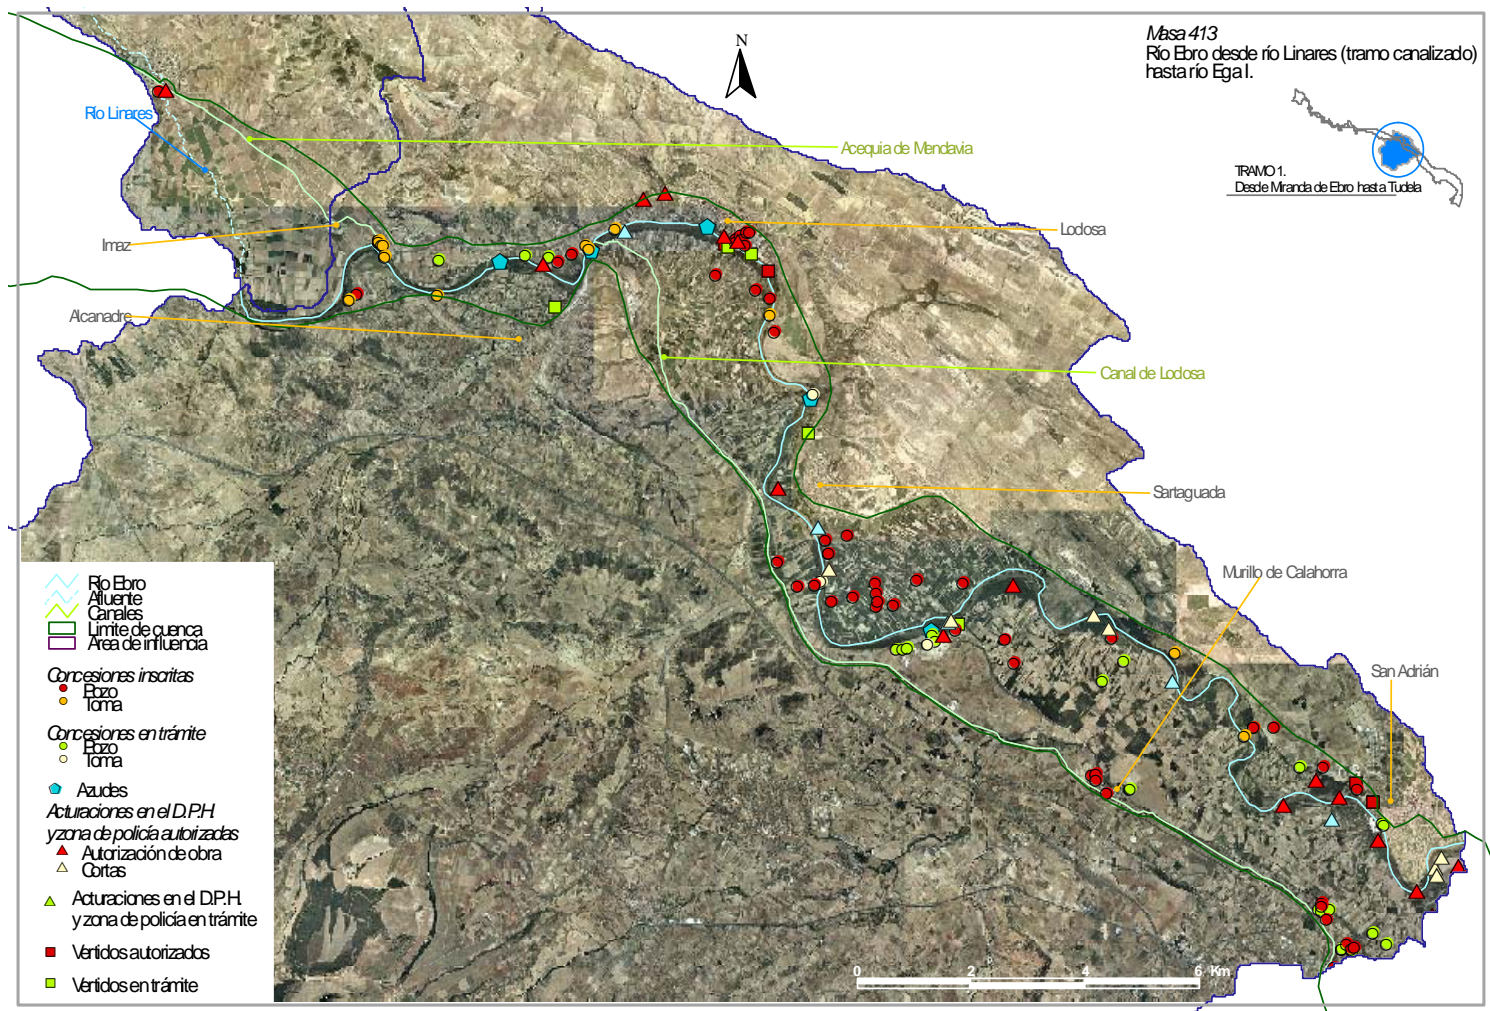 Masa 413
Río Ebro desde río Linares (tramo canalizado)
hasta río Ega I.
N
Río Linares
Acequia de Mendavia
TRAMO 1.
Desde Miranda de Ebro hasta Tudela
Imaz
Lodosa
Alcanadre
Canal de Lodosa
Sartaguada
Murillo de Calahorra
San Adrián
Río Ebro
Afluente
Canales
Límite de cuenca
Área de influencia
Concesiones inscritas
Pozo
Toma
Concesiones en trámite
Pozo
Toma
Azudes
Acturaciones en el D.P.H.
y zona de policía autorizadas
Autorización de obra
Cortas
Acturaciones en el D.P.H.
y zona de policía en trámite
Vertidos autorizados
Vertidos en trámite
0 2 4 6 Km